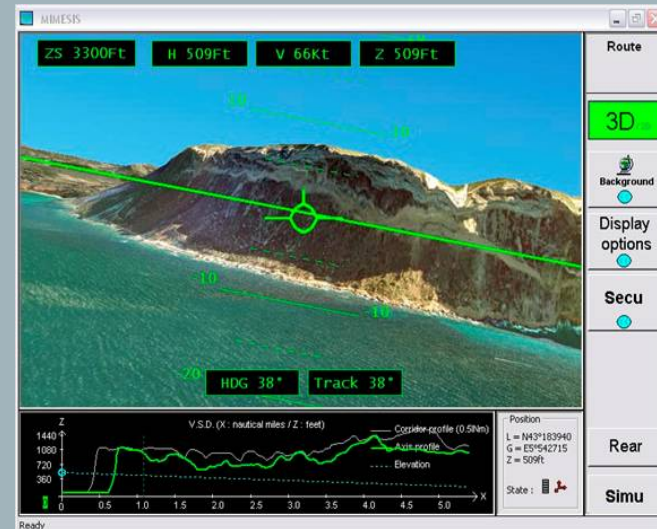 MIMESIS
ZS 3300Ft
H 509Ft
V 66Kt
Z 509Ft
10
10
-10
-10
-20
HDG 38°
Track 38°
Route
3D
Background
Display
options
Secu
Rear
Simu
V.S.D. (X : nautical miles / Z : feet)
Z
1440
1080
720
360
0
0 0.5 1.0 1.5 2.0 2.5 3.0 3.5 4.0 4.5 5.0
X
Corridor profile (0.5Nm)
Axis profile
Elevation
Position
L = N43°183940
G = E5°542715
Z = 509ft
State :
Ready